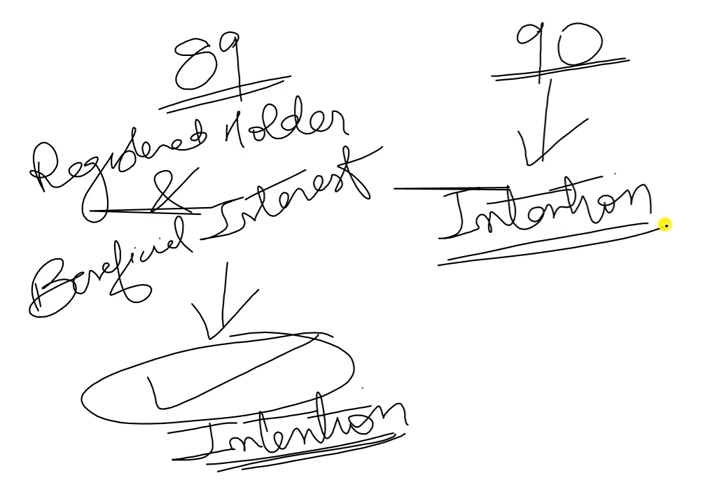 89
Registered Holder
&
Beneficial Interest
Intention
90
Intention